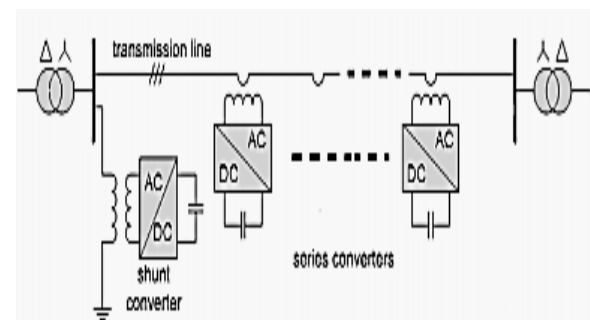 Δ Y
transmission line
Y Δ
AC
DC
AC
DC
AC
DC
series converters
shunt
converter